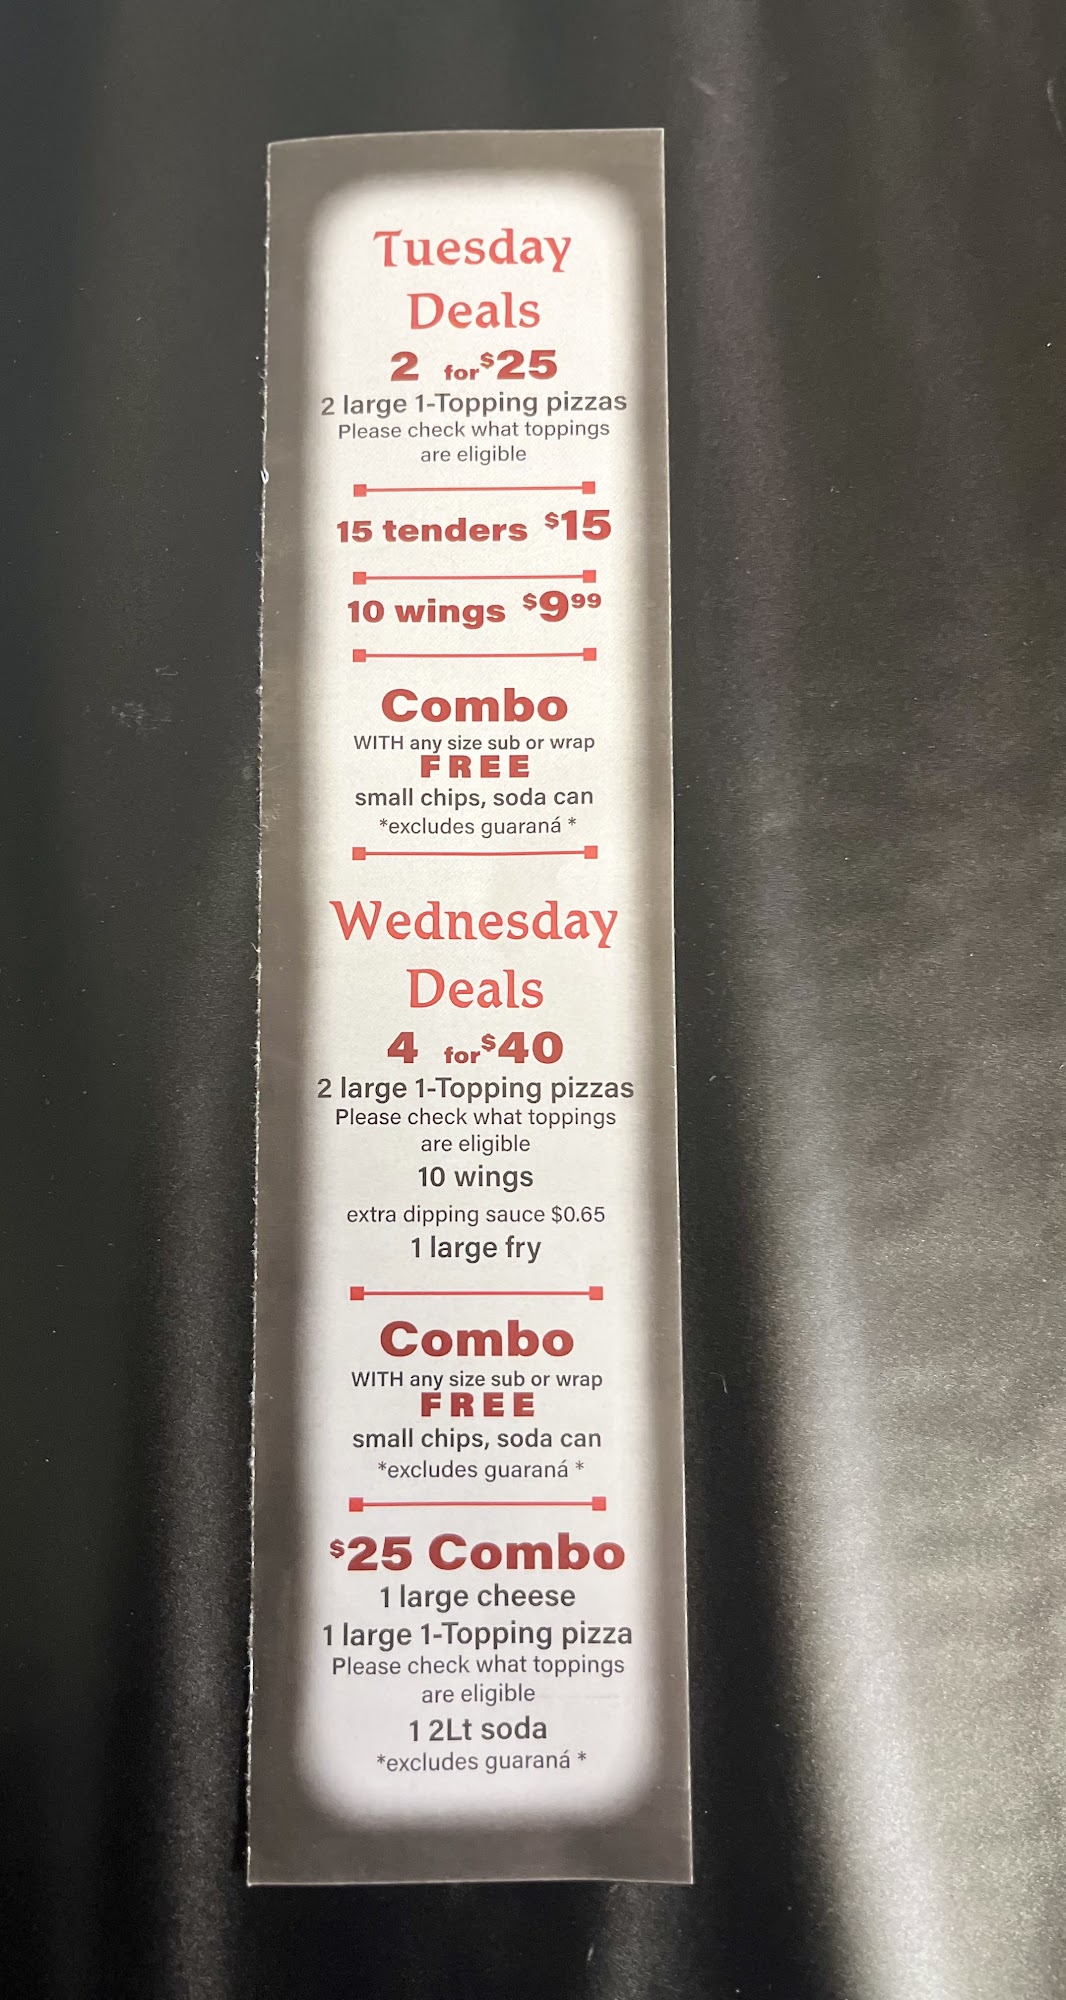 Tuesday
Deals
2 for $25
2 large 1-Topping pizzas
Please check what toppings
are eligible
15 tenders $15
10 wings $9.99
Combo
WITH any size sub or wrap
FREE
small chips, soda can
*excludes guaraná *
Wednesday
Deals
4 for $40
2 large 1-Topping pizzas
Please check what toppings
are eligible
10 wings
extra dipping sauce $0.65
1 large fry
Combo
WITH any size sub or wrap
FREE
small chips, soda can
*excludes guaraná *
$25 Combo
1 large cheese
1 large 1-Topping pizza
Please check what toppings
are eligible
1 2Lt soda
*excludes guaraná *